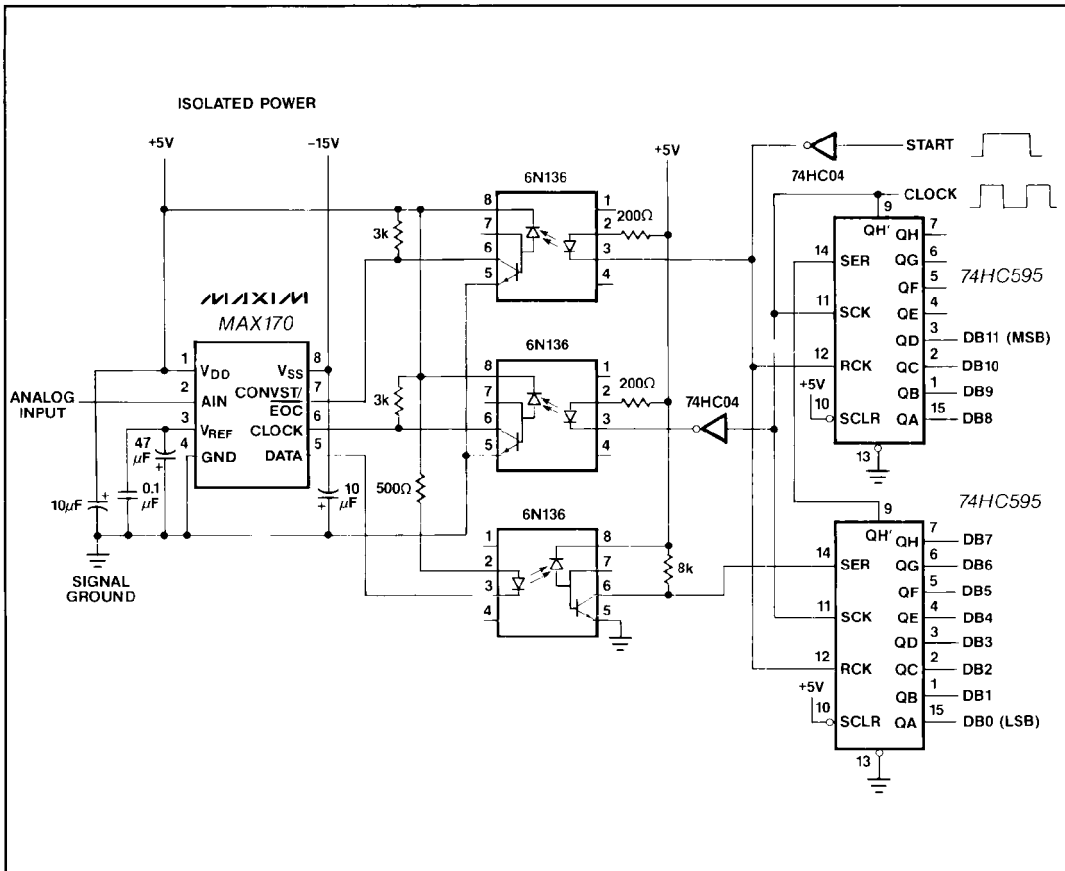 ISOLATED POWER
+5V
-15V
+5V
START
74HC04
CLOCK
6N136
8
7
6
5
1
2
3
4
3k
200Ω
MAXIM
MAX170
1
2
3
4
8
7
6
5
VDD
AIN
VREF
GND
VSS
CONVST/
EOC
CLOCK
DATA
ANALOG
INPUT
47
μF
0.1
μF
10μF
10
μF
SIGNAL
GROUND
6N136
8
7
6
5
1
2
3
4
3k
200Ω
74HC04
500Ω
6N136
1
2
3
4
8
7
6
5
8k
74HC595
9
QH'
14 SER
11 SCK
12 RCK
+5V
10 SCLR
13
QH 7
QG 6
QF 5
QE 4
QD 3 DB11 (MSB)
QC 2 DB10
QB 1 DB9
QA 15 DB8
74HC595
9
QH'
14 SER
11 SCK
12 RCK
+5V
10 SCLR
13
QH 7 DB7
QG 6 DB6
QF 5 DB5
QE 4 DB4
QD 3 DB3
QC 2 DB2
QB 1 DB1
QA 15 DB0 (LSB)